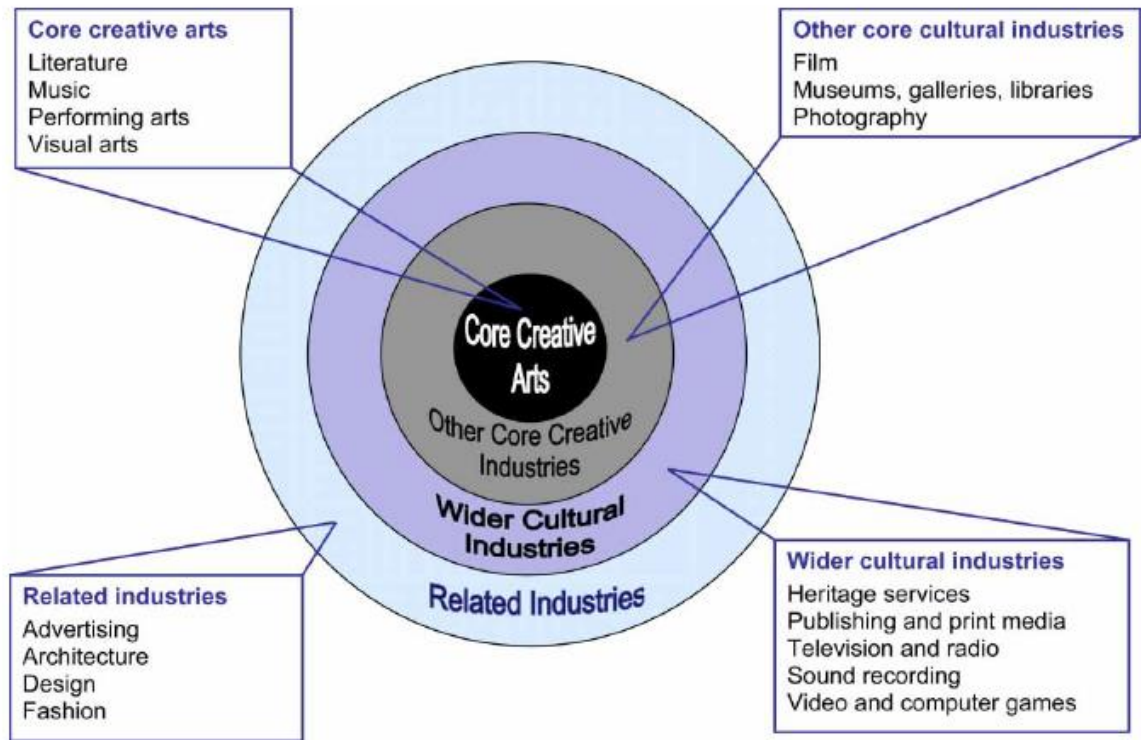 Core creative arts
Literature
Music
Performing arts
Visual arts
Other core cultural industries
Film
Museums, galleries, libraries
Photography
Core Creative
Arts
Other Core Creative
Industries
Wider Cultural
Industries
Related Industries
Related industries
Advertising
Architecture
Design
Fashion
Wider cultural industries
Heritage services
Publishing and print media
Television and radio
Sound recording
Video and computer games